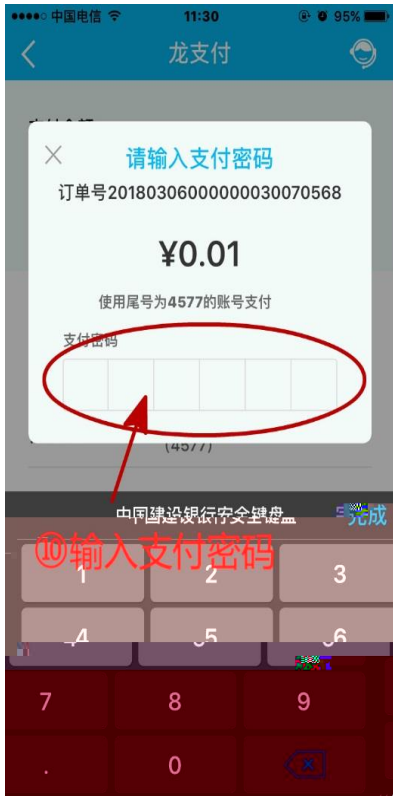 中国电信 11:30 95%
龙支付
请输入支付密码
订单号20180306000000030070568
¥0.01
使用尾号为4577的账号支付
支付密码
(4577)
中国建设银行安全键盘 完成
⑩输入支付密码
1 2 3
4 5 6
7 8 9
. 0